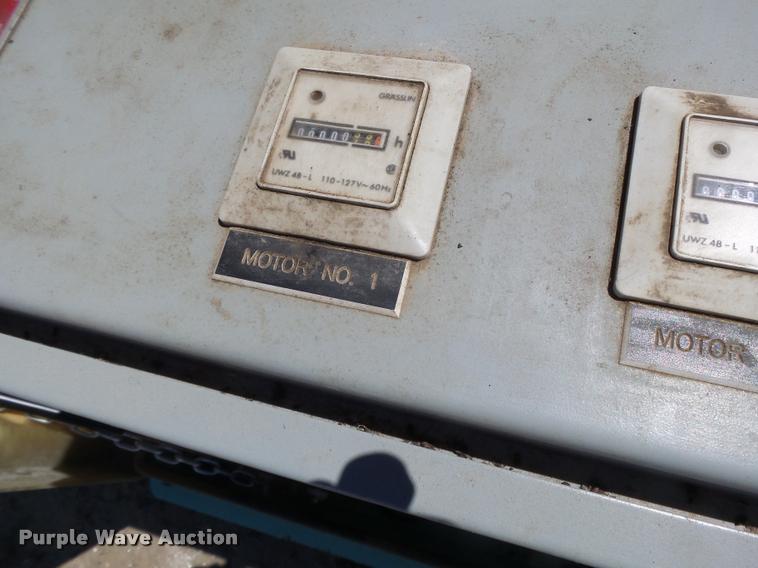 GRASSLIN
h
UWZ 48-L 110-127V~60Hz
MOTOR NO. 1
UWZ 48-L
MOTOR
Purple Wave Auction